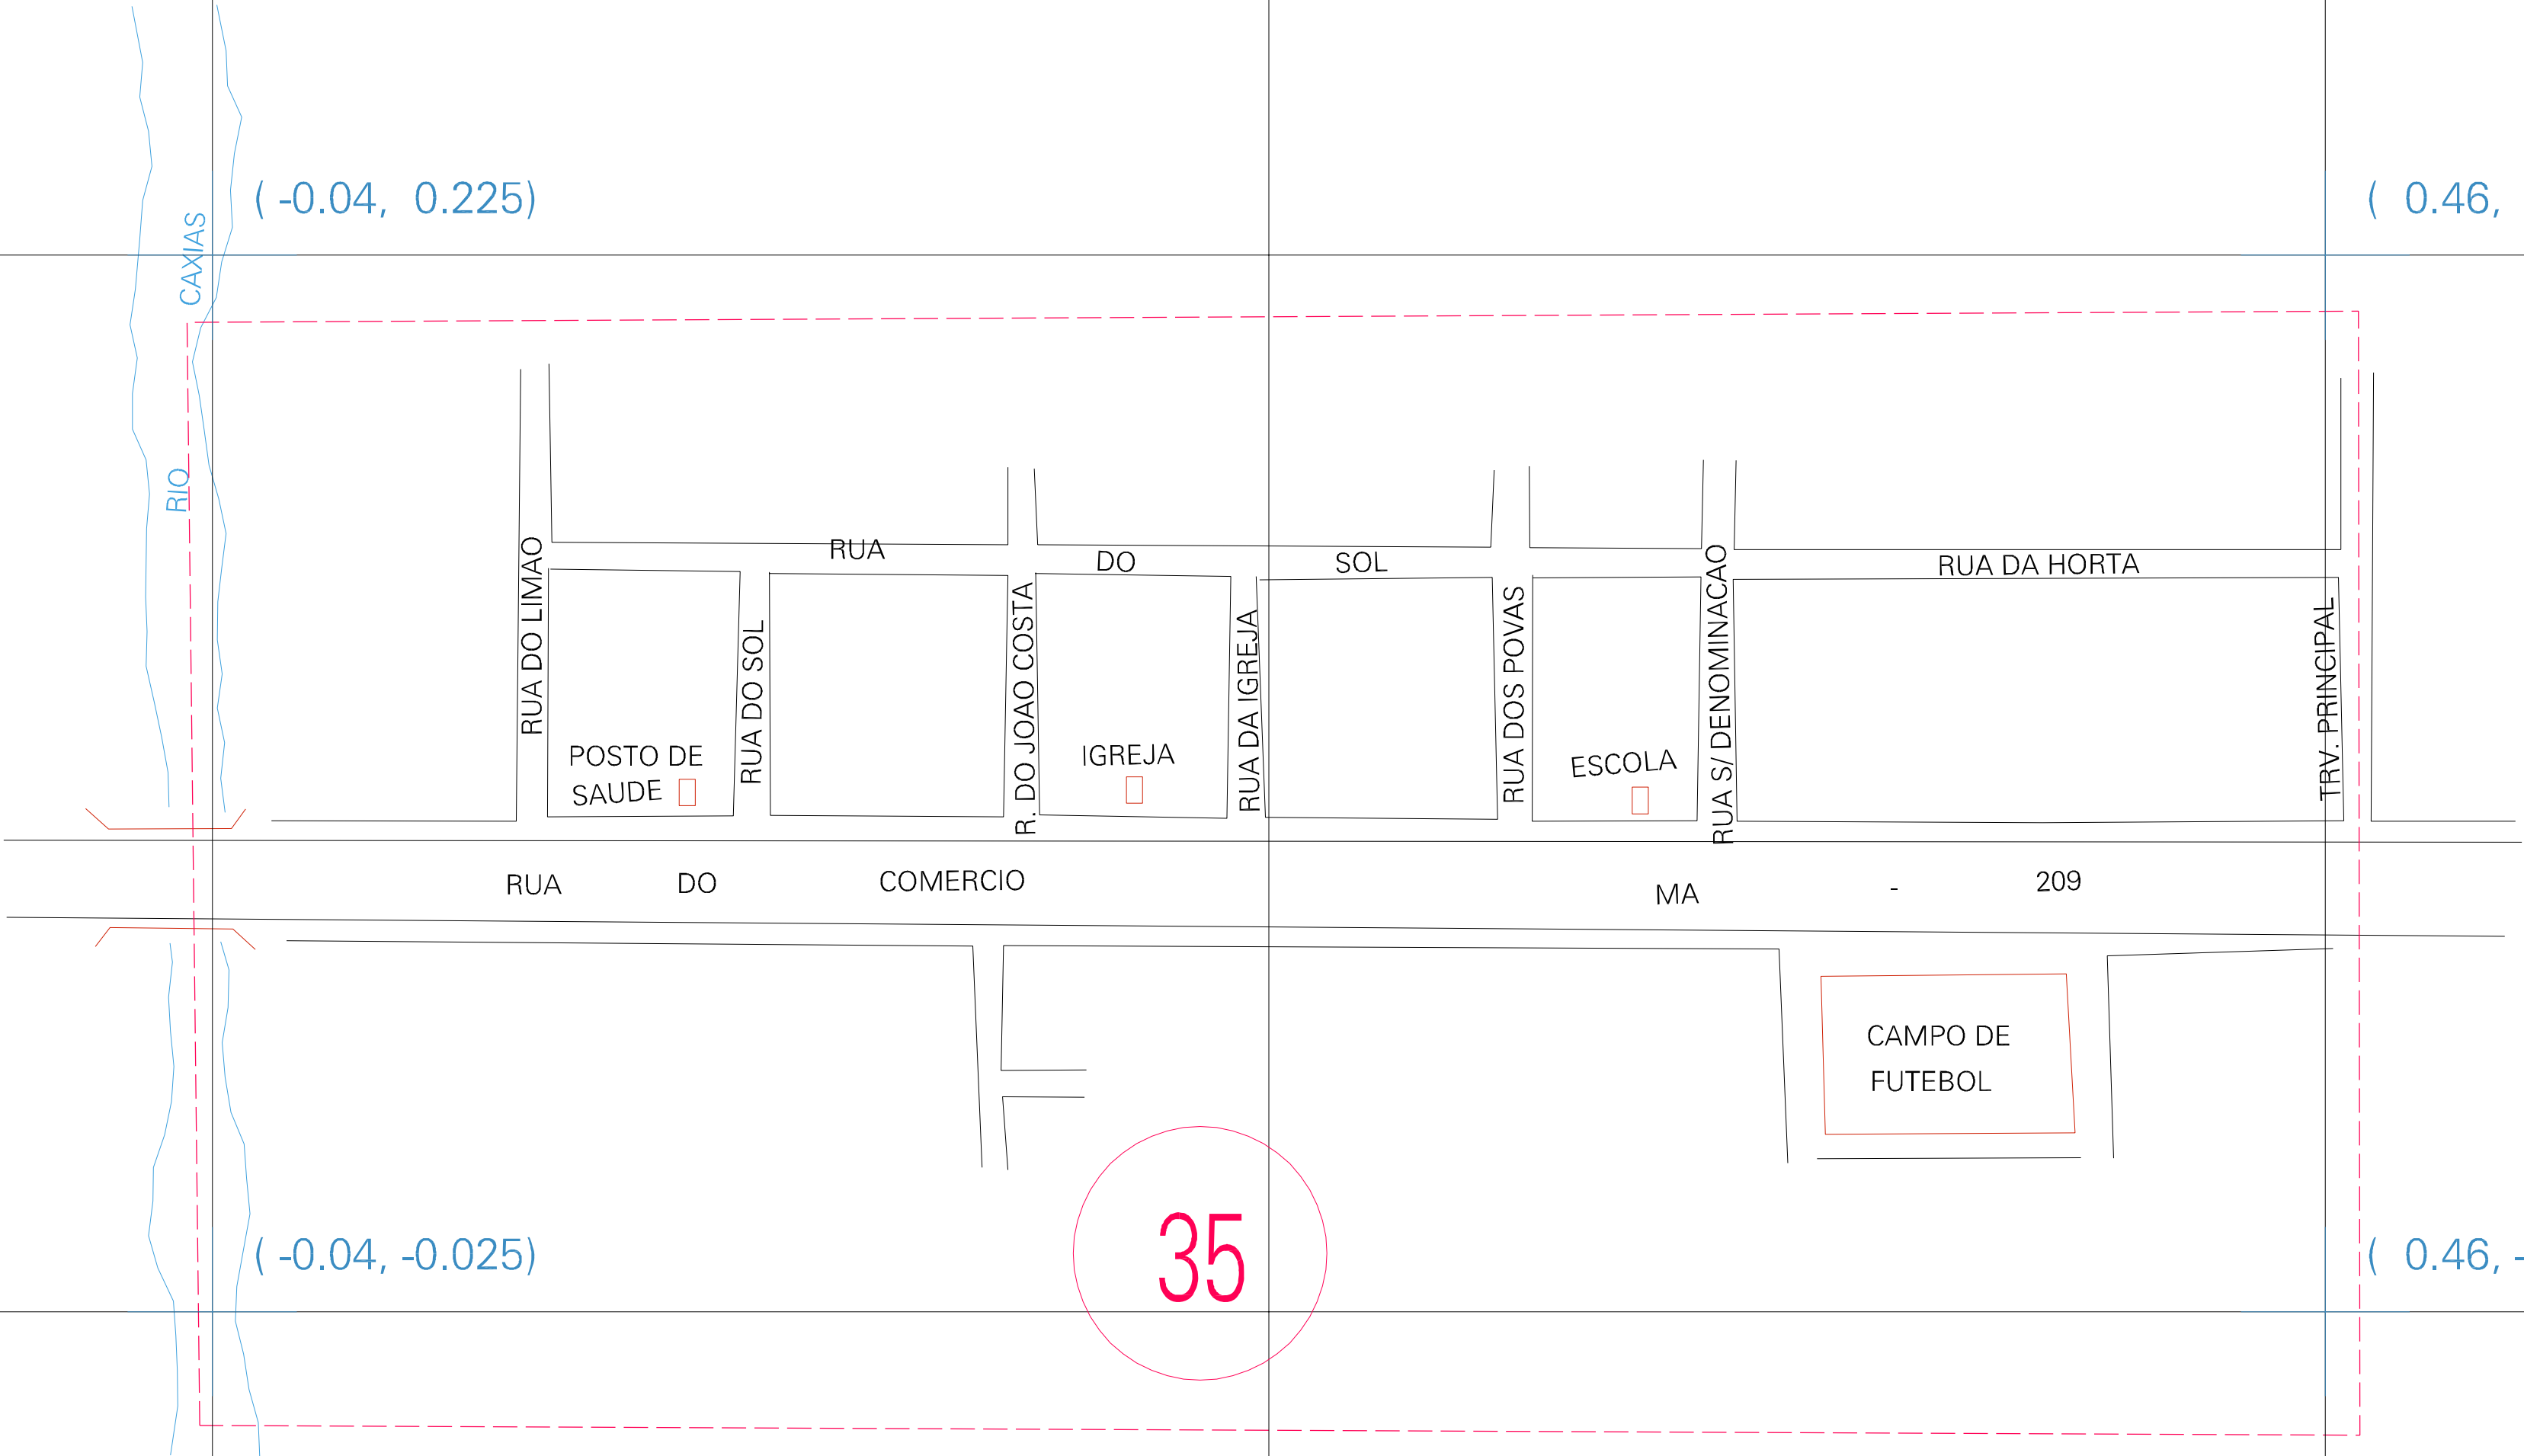 ( -0.04,  0.225)
( 0.46,
CAXIAS
RIO
RUA
DO
SOL
RUA DA HORTA
RUA DO LIMAO
RUA DO SOL
R. DO JOAO COSTA
RUA DA IGREJA
RUA DOS POVAS
RUA S/ DENOMINACAO
TRV. PRINCIPAL
POSTO DE
SAUDE
IGREJA
ESCOLA
RUA DO COMERCIO
MA - 209
CAMPO DE
FUTEBOL
35
( -0.04, -0.025)
( 0.46, -